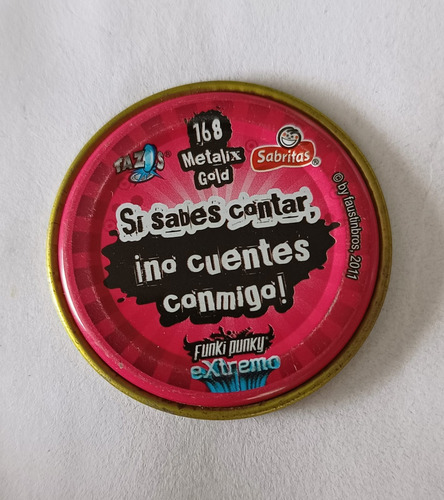 TAZOS
168
Metalix
Gold
Sabritas®
Si sabes contar,
¡no cuentes
conmigo!
Funki punky
eXtremo
© by faustinbros, 2011